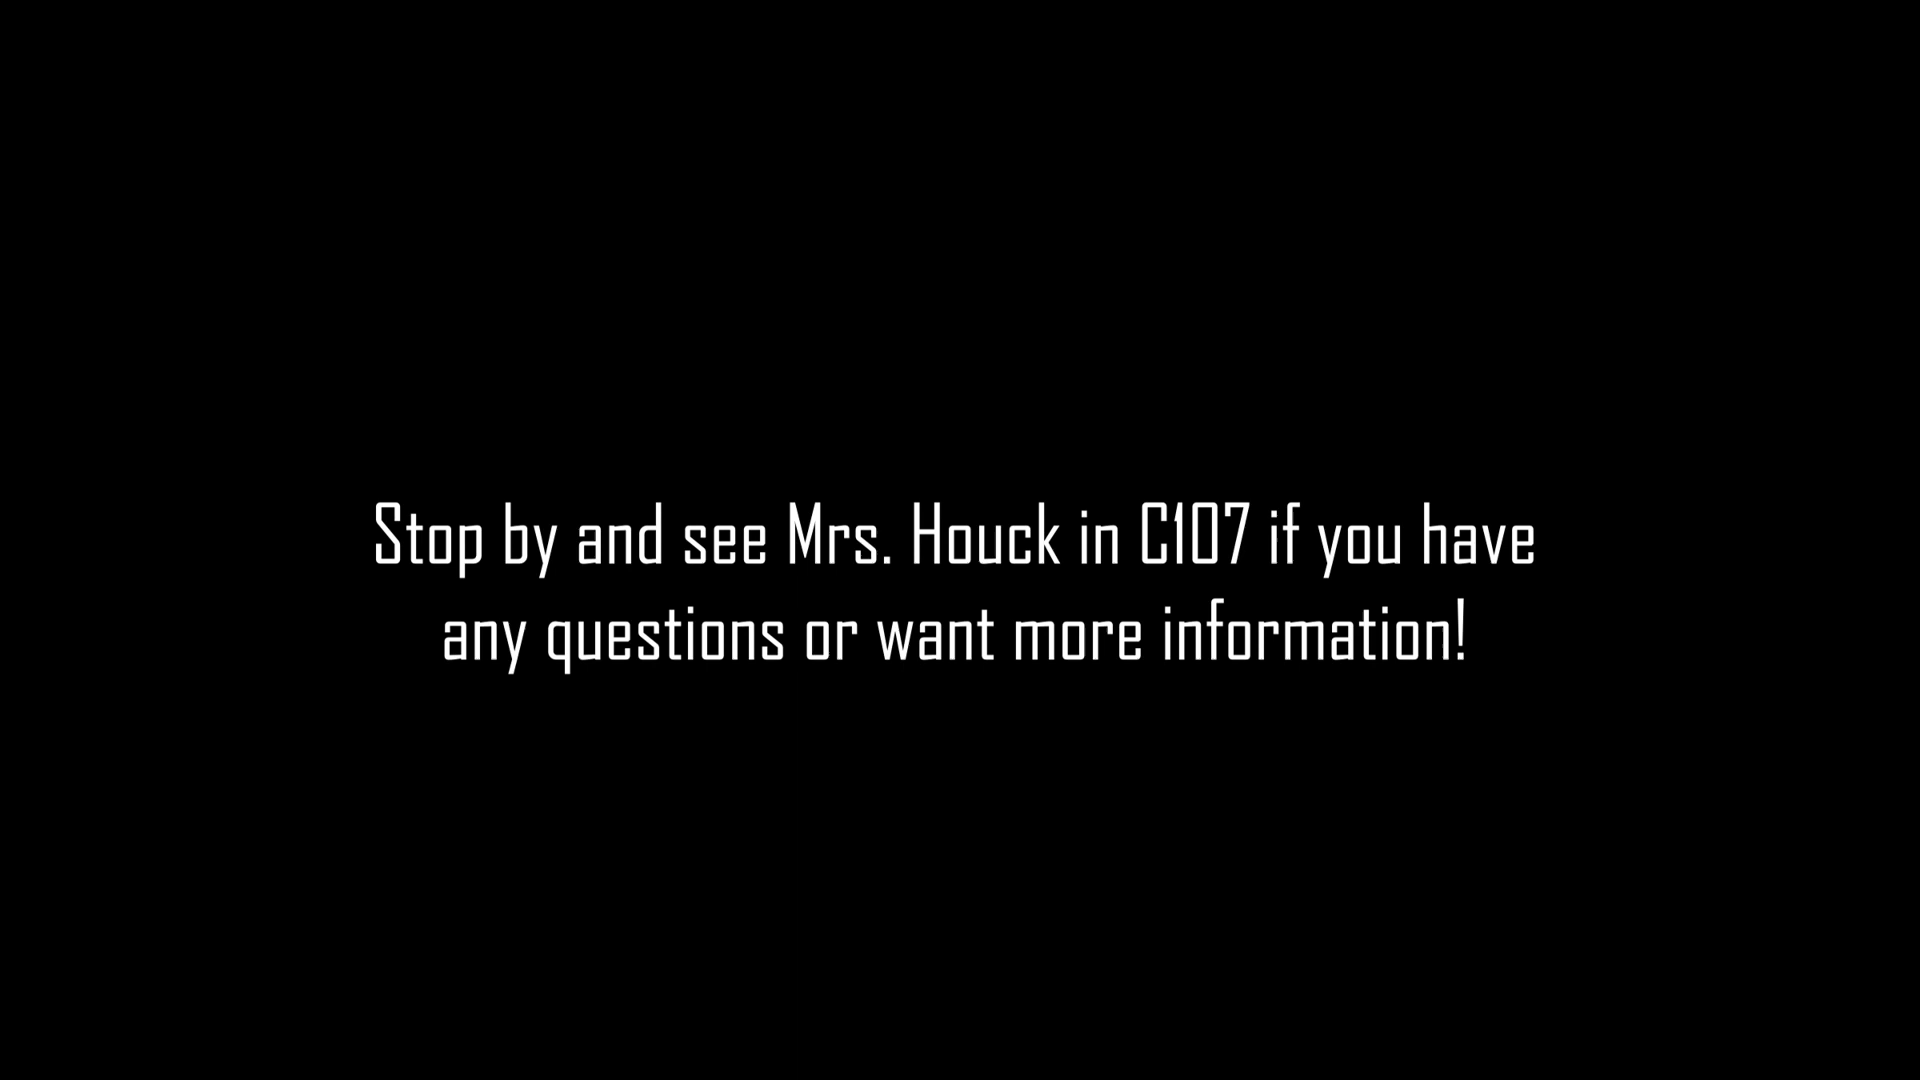 Stop by and see Mrs. Houck in C107 if you have
any questions or want more information!